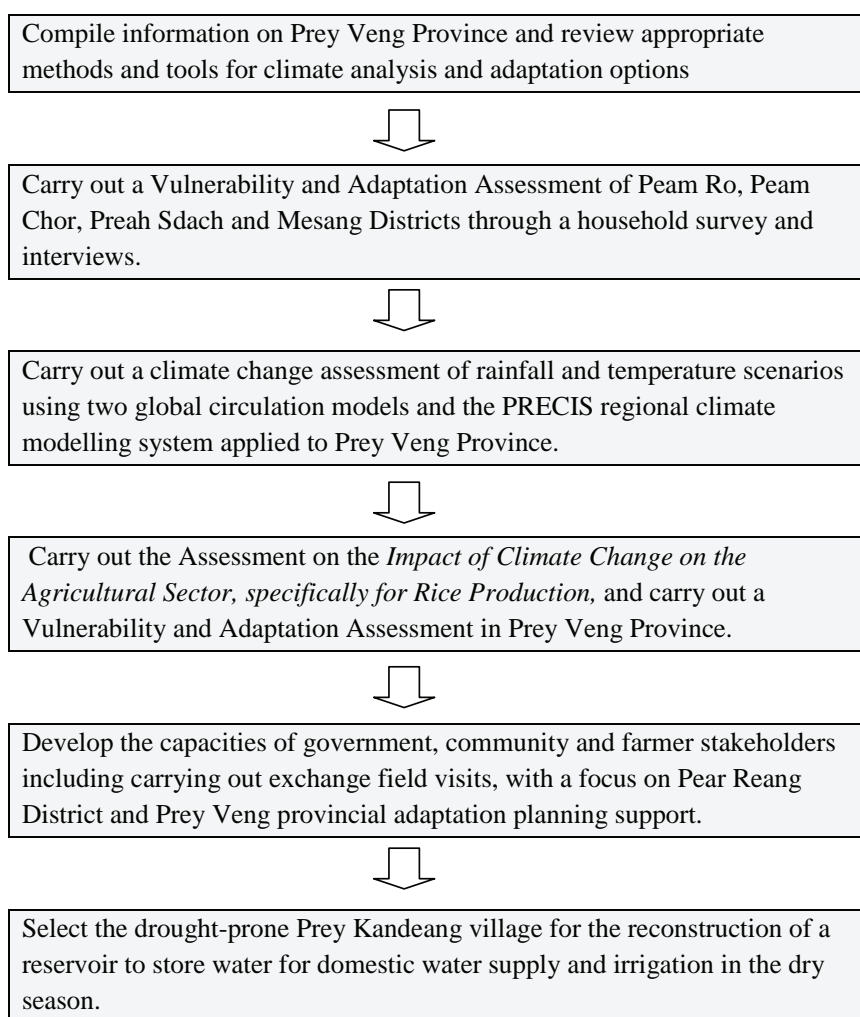 Compile information on Prey Veng Province and review appropriate
methods and tools for climate analysis and adaptation options
Carry out a Vulnerability and Adaptation Assessment of Peam Ro, Peam
Chor, Preah Sdach and Mesang Districts through a household survey and
interviews.
Carry out a climate change assessment of rainfall and temperature scenarios
using two global circulation models and the PRECIS regional climate
modelling system applied to Prey Veng Province.
Carry out the Assessment on the Impact of Climate Change on the
Agricultural Sector, specifically for Rice Production, and carry out a
Vulnerability and Adaptation Assessment in Prey Veng Province.
Develop the capacities of government, community and farmer stakeholders
including carrying out exchange field visits, with a focus on Pear Reang
District and Prey Veng provincial adaptation planning support.
Select the drought-prone Prey Kandeang village for the reconstruction of a
reservoir to store water for domestic water supply and irrigation in the dry
season.